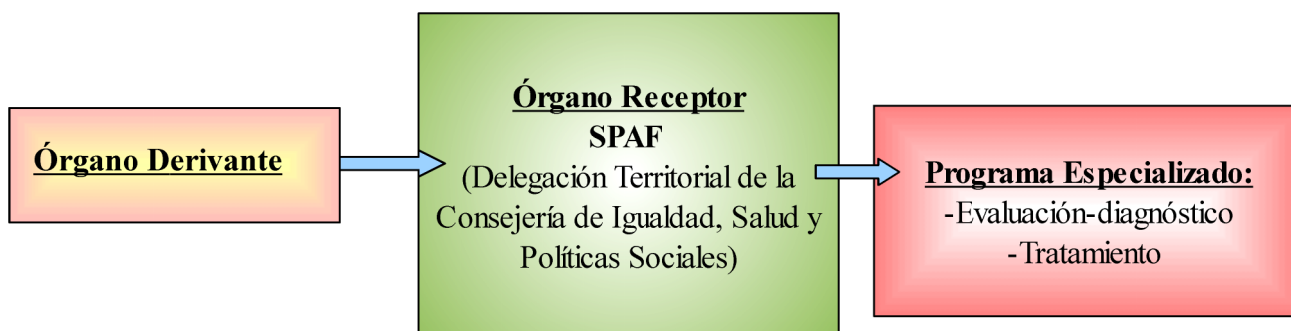 Órgano Derivante
Órgano Receptor
SPAF
(Delegación Territorial de la
Consejería de Igualdad, Salud y
Políticas Sociales)
Programa Especializado:
-Evaluación-diagnóstico
-Tratamiento